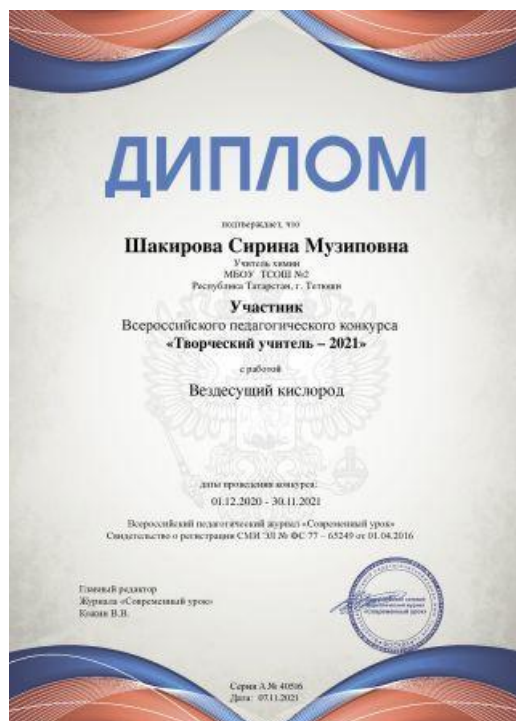 ДИПЛОМ
подтверждает, что
Шакирова Сирина Музиповна
Учитель химии
МБОУ ТСОШ №2
Республика Татарстан, г. Тетюши
Участник
Всероссийского педагогического конкурса
«Творческий учитель – 2021»
с работой
Вездесущий кислород
даты проведения конкурса:
01.12.2020 - 30.11.2021
Всероссийский педагогический журнал «Современный урок»
Свидетельство о регистрации СМИ ЭЛ № ФС 77 – 65249 от 01.04.2016
Главный редактор
Журнала «Современный урок»
Кожин В.В.
Серия А № 40516
Дата: 07.11.2021